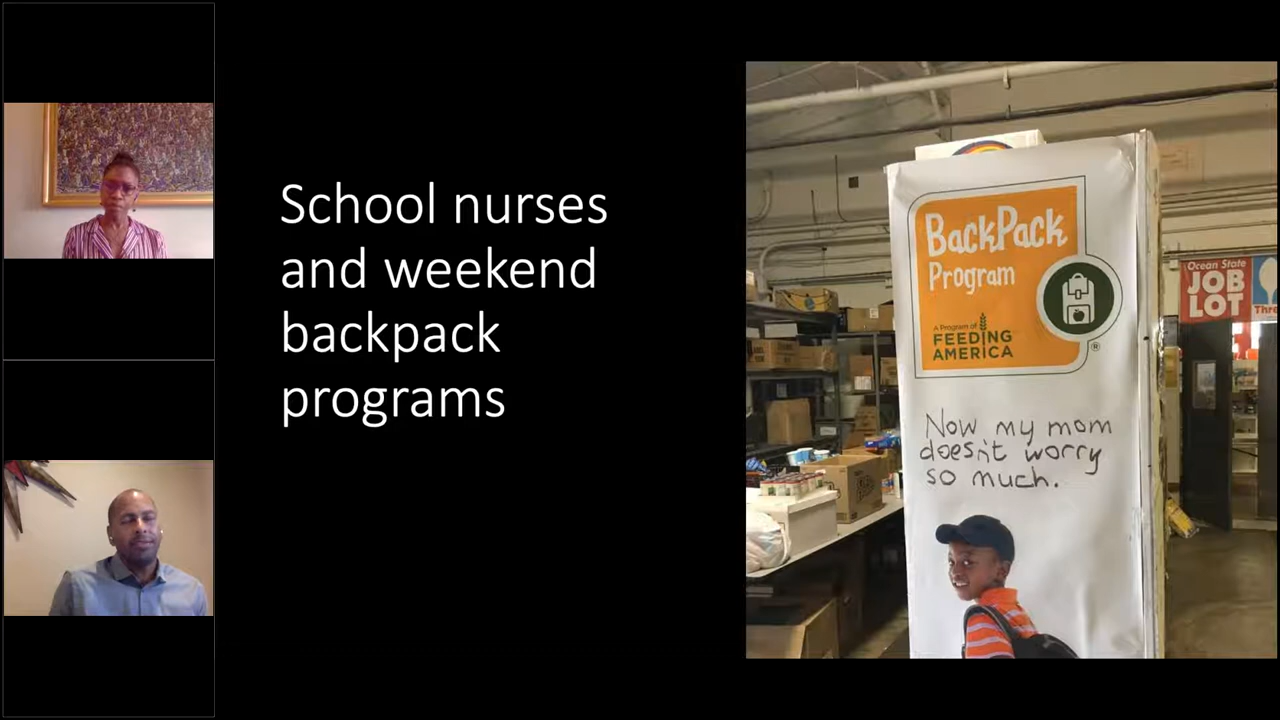 School nurses
and weekend
backpack
programs
BackPack
Program
A Program of
FEEDING
AMERICA
®
Now my mom
doesn't worry
so much.
Ocean State
JOB
LOT
Thre